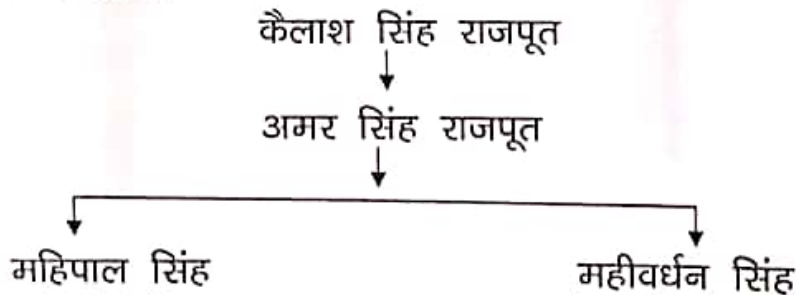 कैलाश सिंह राजपूत
अमर सिंह राजपूत
महिपाल सिंह
महीवर्धन सिंह